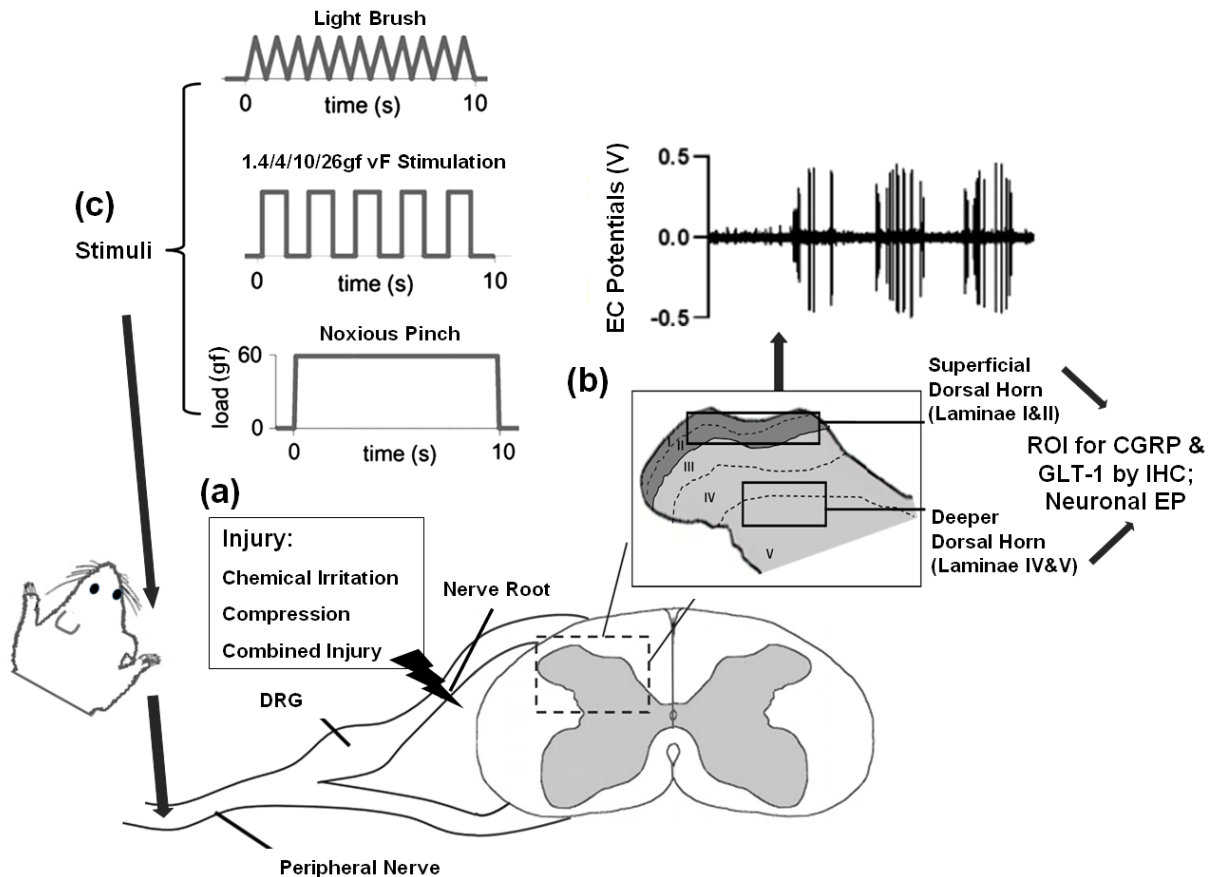 Light Brush
0 10
time (s)
1.4/4/10/26gf vF Stimulation
(c)
Stimuli
0 10
time (s)
Noxious Pinch
load (gf)
60
0
0 10
time (s)
EC Potentials (V)
0.5
0.0
-0.5
(b)
I
II
III
IV
V
Superficial
Dorsal Horn
(Laminae I&II)
ROI for CGRP &
GLT-1 by IHC;
Neuronal EP
Deeper
Dorsal Horn
(Laminae IV&V)
(a)
Injury:
Chemical Irritation
Compression
Combined Injury
Nerve Root
DRG
Peripheral Nerve